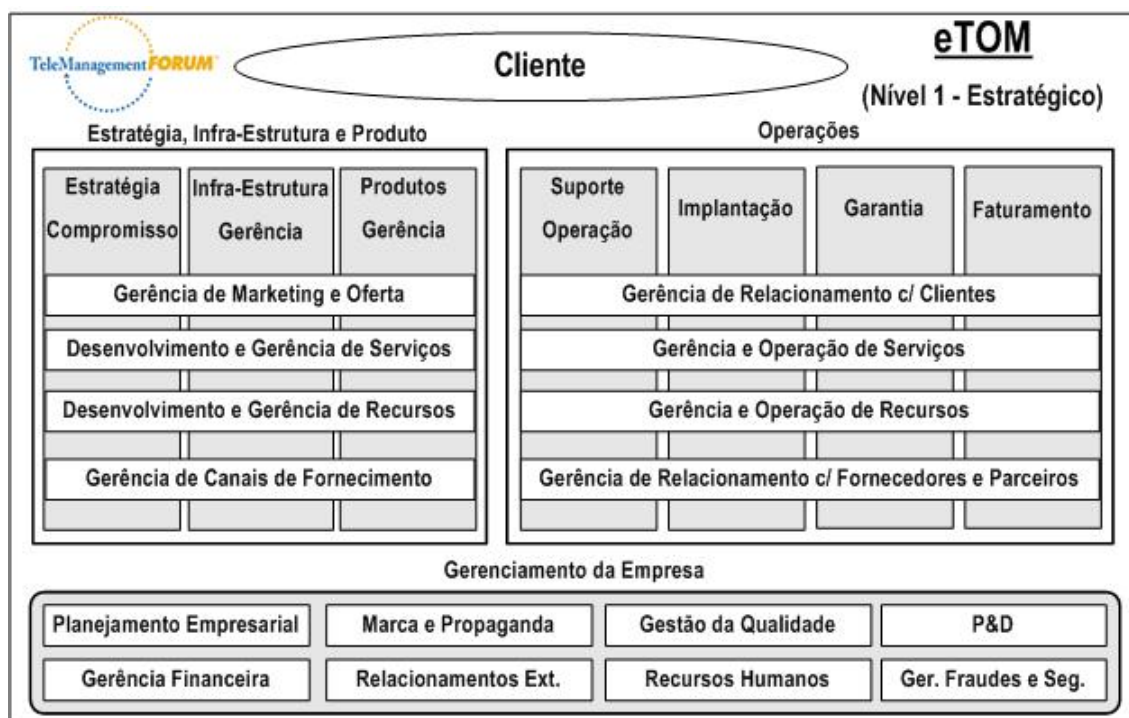 TeleManagementFORUM
Cliente
eTOM
(Nível 1 - Estratégico)
Estratégia, Infra-Estrutura e Produto
Operações
Estratégia
Compromisso
Infra-Estrutura
Gerência
Produtos
Gerência
Suporte
Operação
Implantação
Garantia
Faturamento
Gerência de Marketing e Oferta
Desenvolvimento e Gerência de Serviços
Desenvolvimento e Gerência de Recursos
Gerência de Canais de Fornecimento
Gerência de Relacionamento c/ Clientes
Gerência e Operação de Serviços
Gerência e Operação de Recursos
Gerência de Relacionamento c/ Fornecedores e Parceiros
Gerenciamento da Empresa
Planejamento Empresarial
Marca e Propaganda
Gestão da Qualidade
P&D
Gerência Financeira
Relacionamentos Ext.
Recursos Humanos
Ger. Fraudes e Seg.